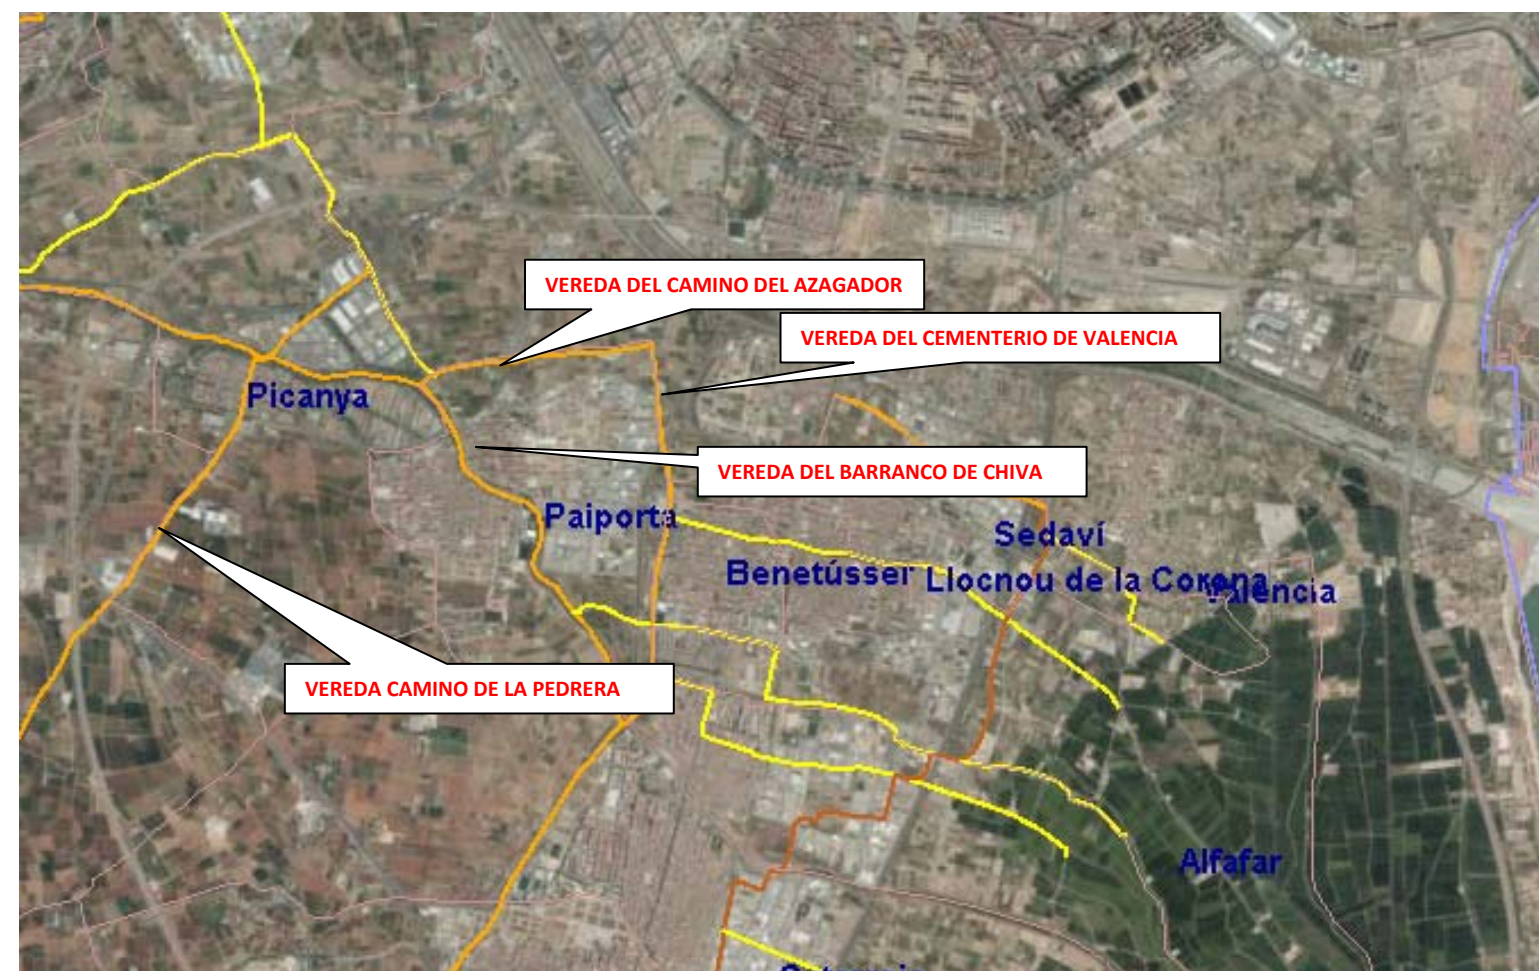 VEREDA DEL CAMINO DEL AZAGADOR
VEREDA DEL CEMENTERIO DE VALENCIA
Picanya
VEREDA DEL BARRANCO DE CHIVA
Paiporta
Sedaví
Benetússer
Llocnou de la Corona
Valencia
VEREDA CAMINO DE LA PEDRERA
Alfafar